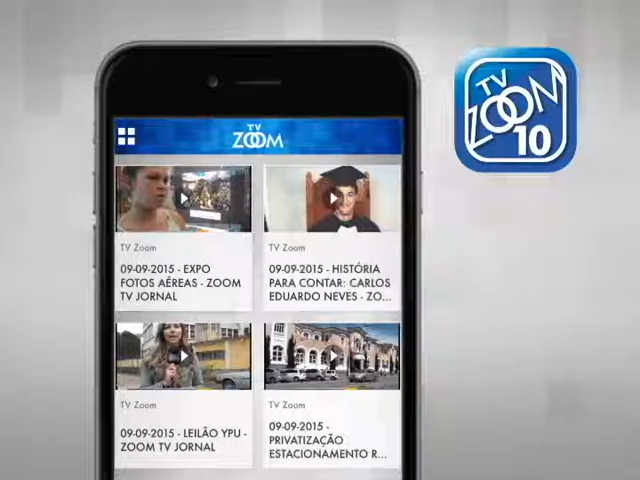 TV
ZOOM
TV
ZOOM
10
TV Zoom
09-09-2015 - EXPO
FOTOS AÉREAS - ZOOM
TV JORNAL
TV Zoom
09-09-2015 - HISTÓRIA
PARA CONTAR: CARLOS
EDUARDO NEVES - ZO...
TV Zoom
09-09-2015 - LEILÃO YPU -
ZOOM TV JORNAL
TV Zoom
09-09-2015 -
PRIVATIZAÇÃO
ESTACIONAMENTO R...